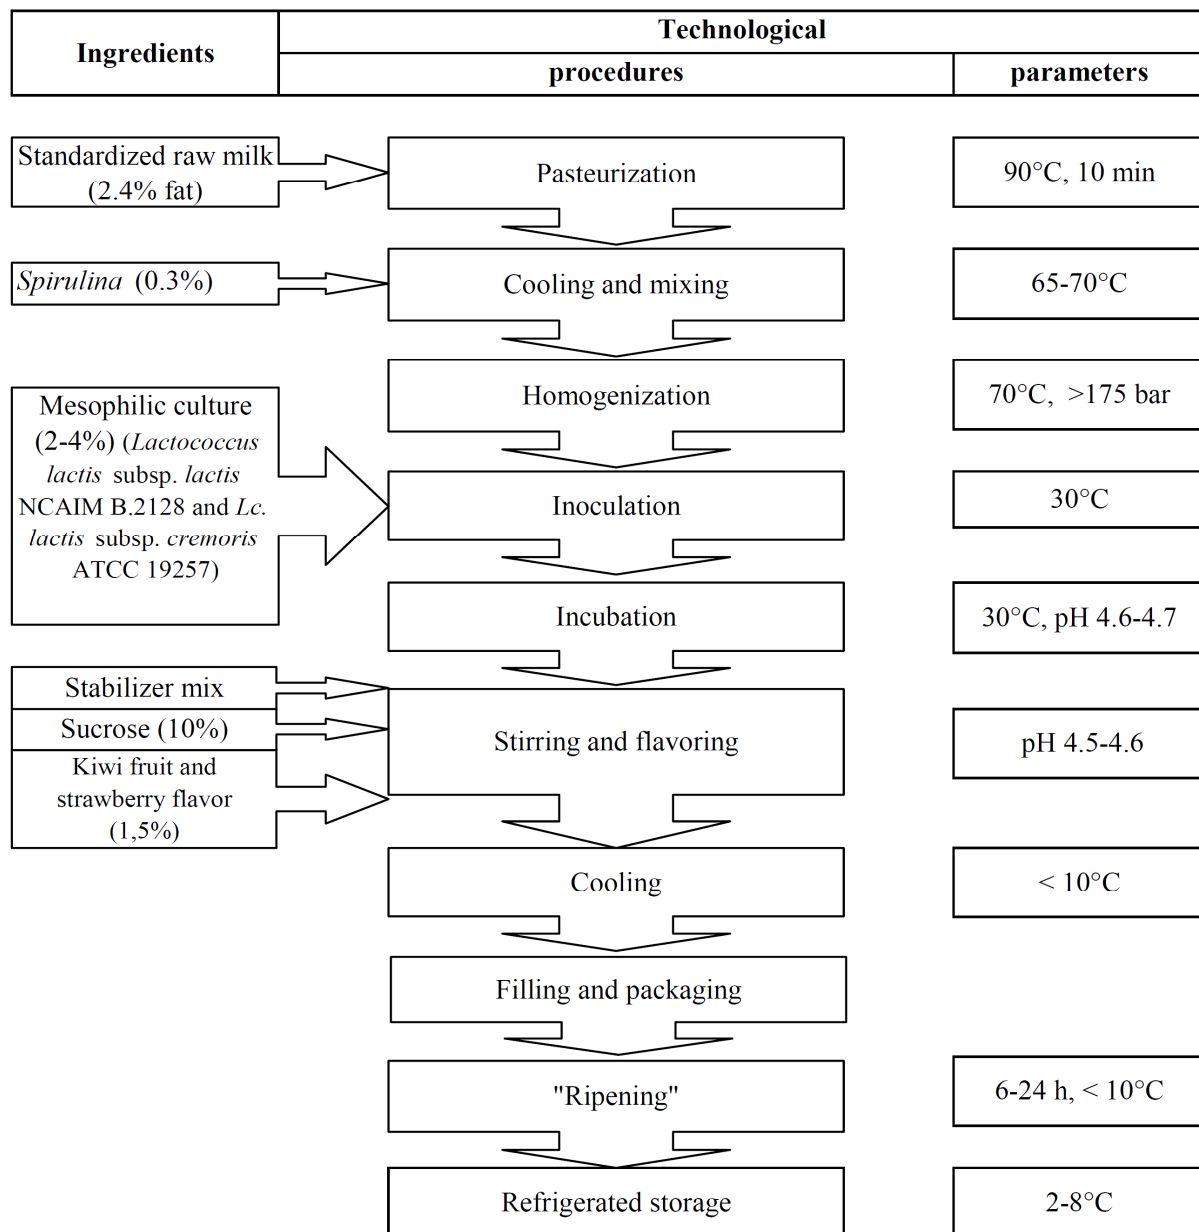 Ingredients
Technological
procedures
parameters
Standardized raw milk
(2.4% fat)
Pasteurization
90°C, 10 min
Spirulina (0.3%)
Cooling and mixing
65-70°C
Homogenization
70°C, >175 bar
Mesophilic culture
(2-4%) (Lactococcus
lactis subsp. lactis
NCAIM B.2128 and Lc.
lactis subsp. cremoris
ATCC 19257)
Inoculation
30°C
Incubation
30°C, pH 4.6-4.7
Stabilizer mix
Sucrose (10%)
Kiwi fruit and
strawberry flavor
(1,5%)
Stirring and flavoring
pH 4.5-4.6
Cooling
< 10°C
Filling and packaging
"Ripening"
6-24 h, < 10°C
Refrigerated storage
2-8°C